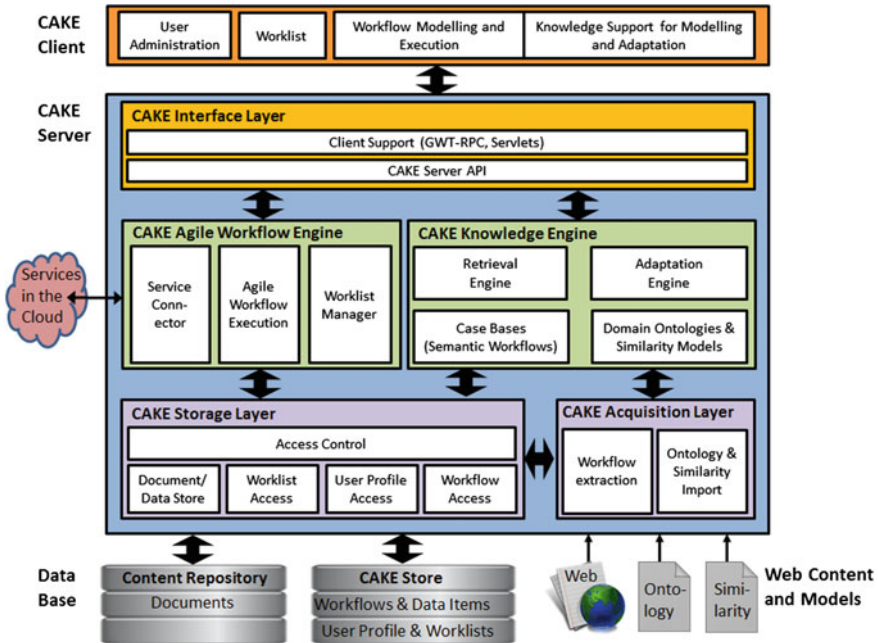 CAKE
Client
User
Administration
Worklist
Workflow Modelling and
Execution
Knowledge Support for Modelling
and Adaptation
CAKE
Server
CAKE Interface Layer
Client Support (GWT-RPC, Servlets)
CAKE Server API
CAKE Agile Workflow Engine
Service
Conn-
ector
Agile
Workflow
Execution
Worklist
Manager
CAKE Knowledge Engine
Retrieval
Engine
Adaptation
Engine
Case Bases
(Semantic Workflows)
Domain Ontologies &
Similarity Models
Services
in the
Cloud
CAKE Storage Layer
Access Control
Document/
Data Store
Worklist
Access
User Profile
Access
Workflow
Access
CAKE Acquisition Layer
Workflow
extraction
Ontology &
Similarity
Import
Data
Base
Content Repository
Documents
CAKE Store
Workflows & Data Items
User Profile & Worklists
Web
Onto-
logy
Simi-
larity
Web Content
and Models